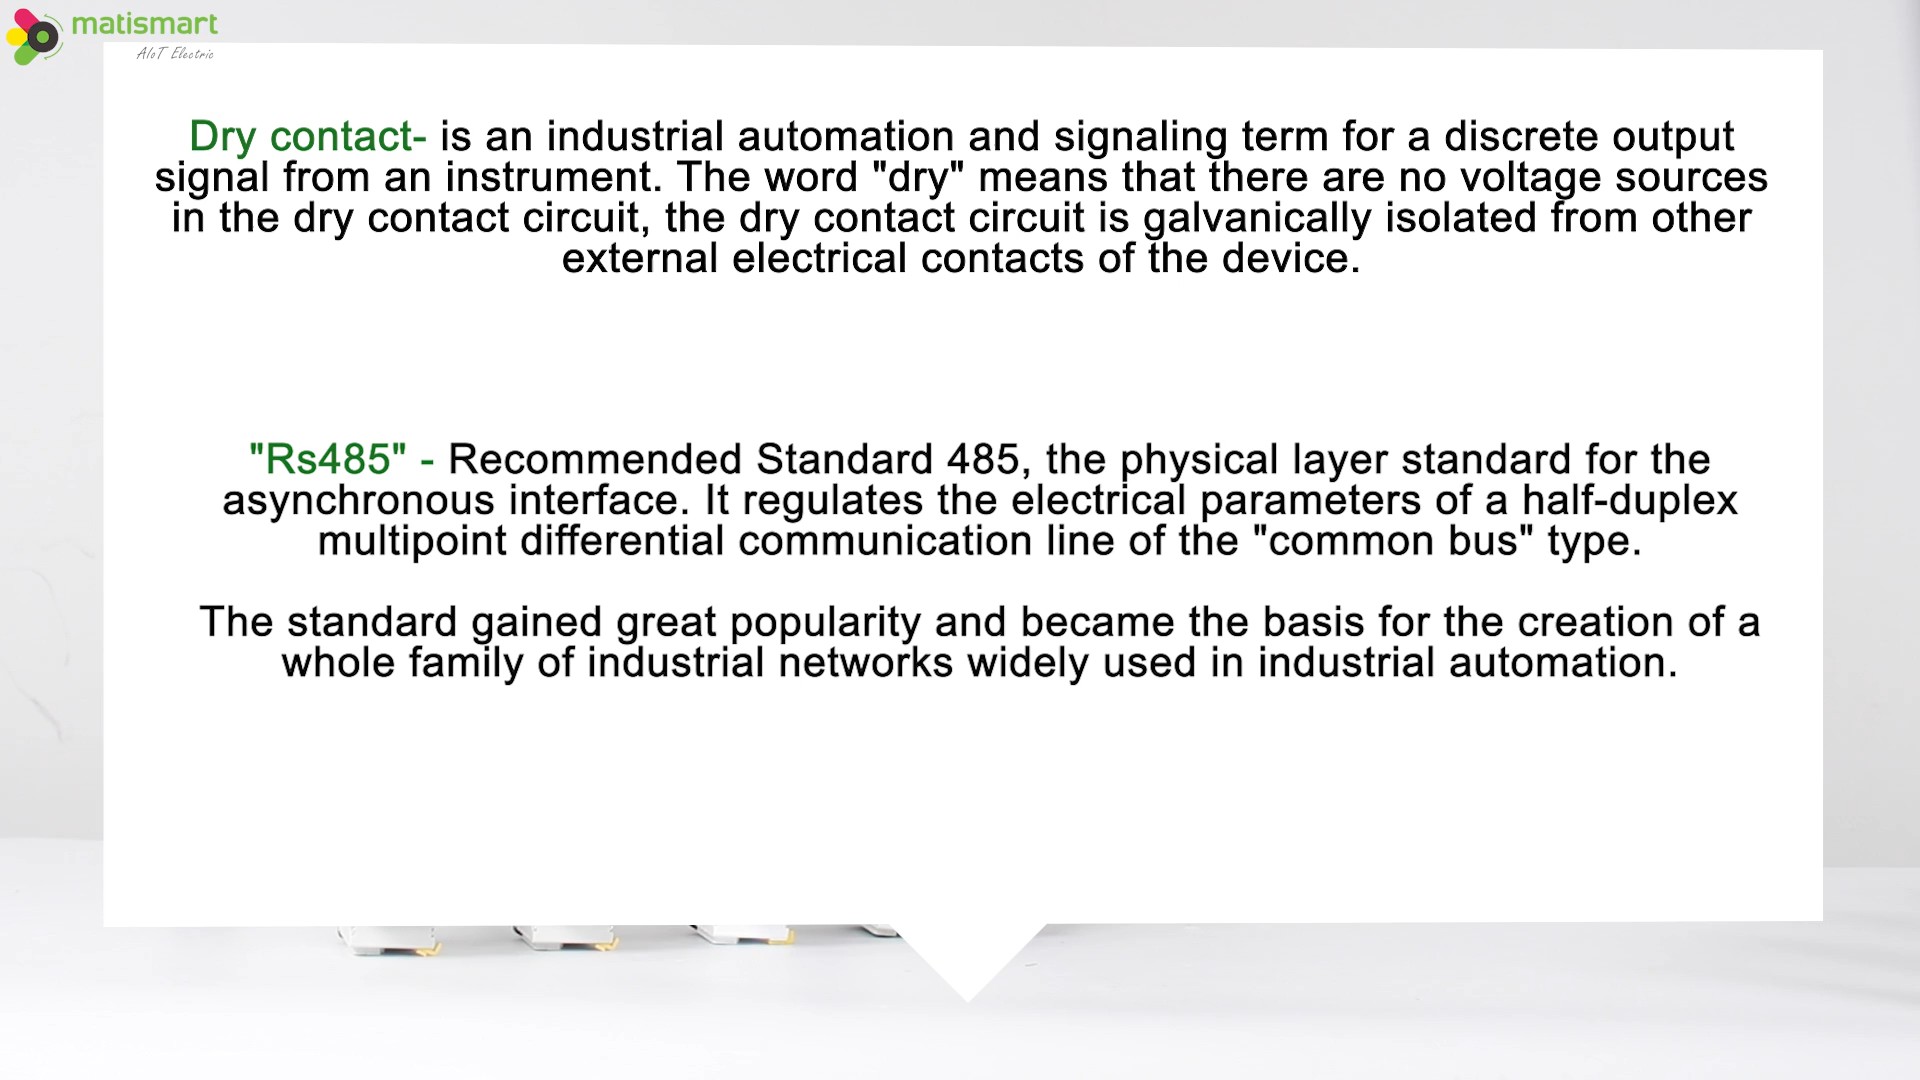 matismart
AIoT Electric
Dry contact- is an industrial automation and signaling term for a discrete output
signal from an instrument. The word "dry" means that there are no voltage sources
in the dry contact circuit, the dry contact circuit is galvanically isolated from other
external electrical contacts of the device.
"Rs485" - Recommended Standard 485, the physical layer standard for the
asynchronous interface. It regulates the electrical parameters of a half-duplex
multipoint differential communication line of the "common bus" type.
The standard gained great popularity and became the basis for the creation of a
whole family of industrial networks widely used in industrial automation.